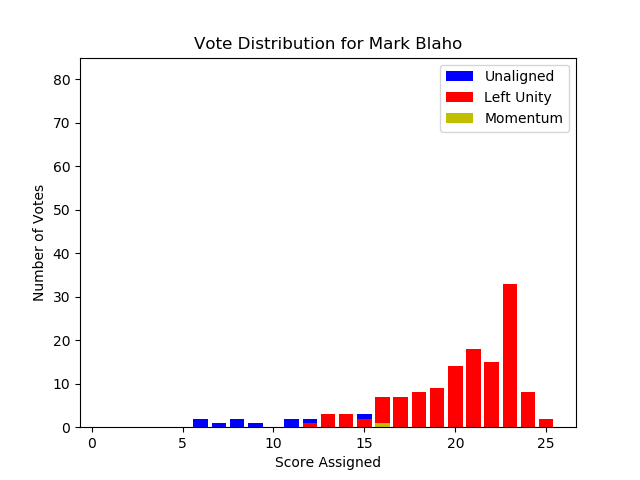 Vote Distribution for Mark Blaho
Unaligned
Left Unity
Momentum
80
70
60
50
40
30
20
10
0
Number of Votes
0 5 10 15 20 25
Score Assigned